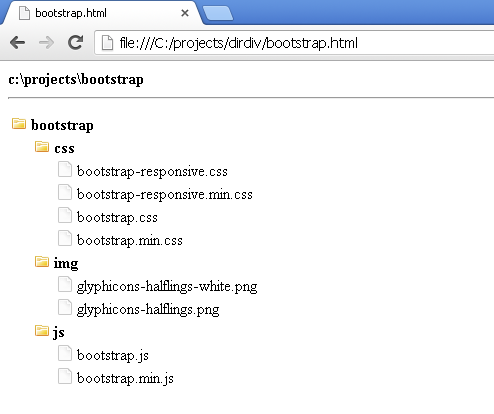 bootstrap.html
file:///C:/projects/dirdiv/bootstrap.html
c:\projects\bootstrap
bootstrap
css
bootstrap-responsive.css
bootstrap-responsive.min.css
bootstrap.css
bootstrap.min.css
img
glyphicons-halflings-white.png
glyphicons-halflings.png
js
bootstrap.js
bootstrap.min.js